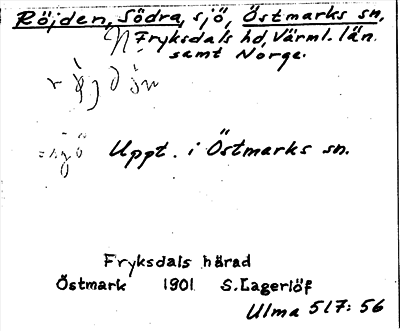 Röjden, Södra, sjö, Östmarks sn,
N. Fryksdals hd, Värml. län
samt Norge.
sjö Uppt. i Östmarks sn.
Fryksdals härad
Östmark 1901 S. Lagerlöf
Ulma 517: 56